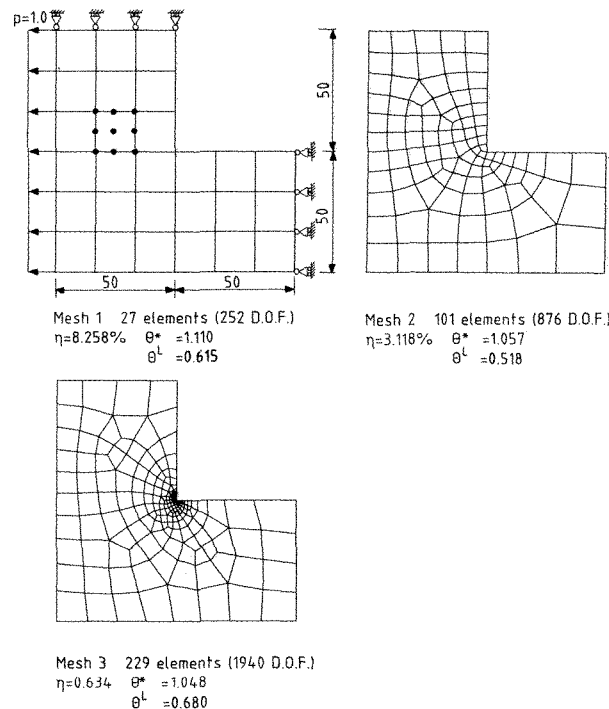 p=1.0
50
50
50
50
Mesh 1 27 elements (252 D.O.F.)
η=8.258% θ* =1.110
θᴸ =0.615
Mesh 2 101 elements (876 D.O.F.)
η=3.118% θ* =1.057
θᴸ =0.518
Mesh 3 229 elements (1940 D.O.F.)
η=0.634 θ* =1.048
θᴸ =0.680